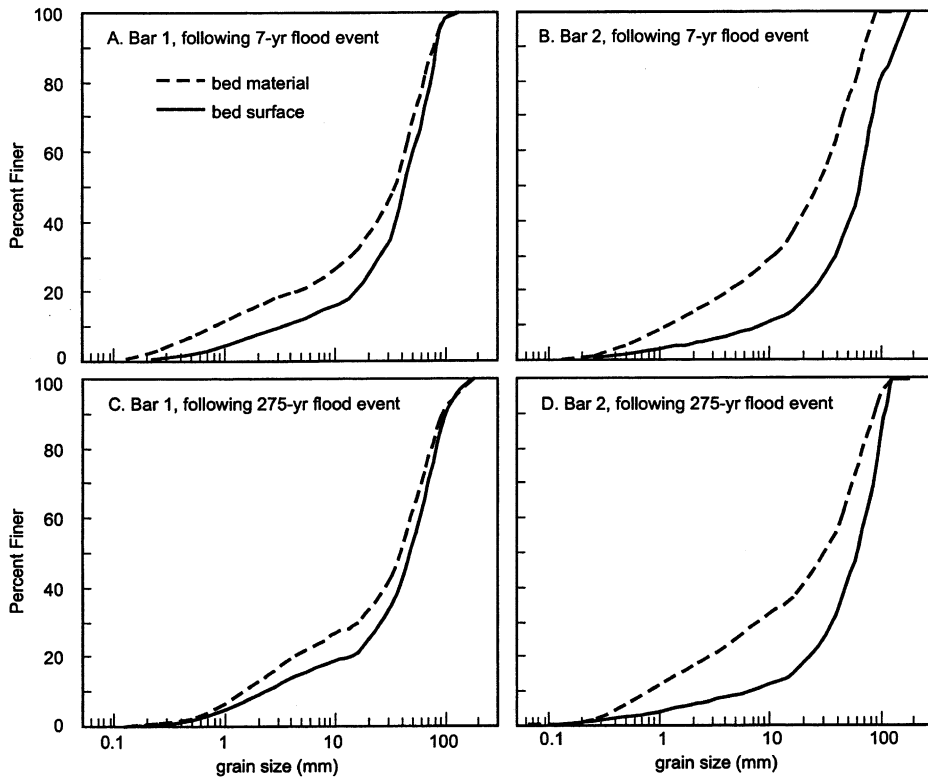 100
80
60
40
20
0
Percent Finer
A. Bar 1, following 7-yr flood event
bed material
bed surface
B. Bar 2, following 7-yr flood event
100
80
60
40
20
0
Percent Finer
C. Bar 1, following 275-yr flood event
D. Bar 2, following 275-yr flood event
0.1 1 10 100
grain size (mm)
0.1 1 10 100
grain size (mm)